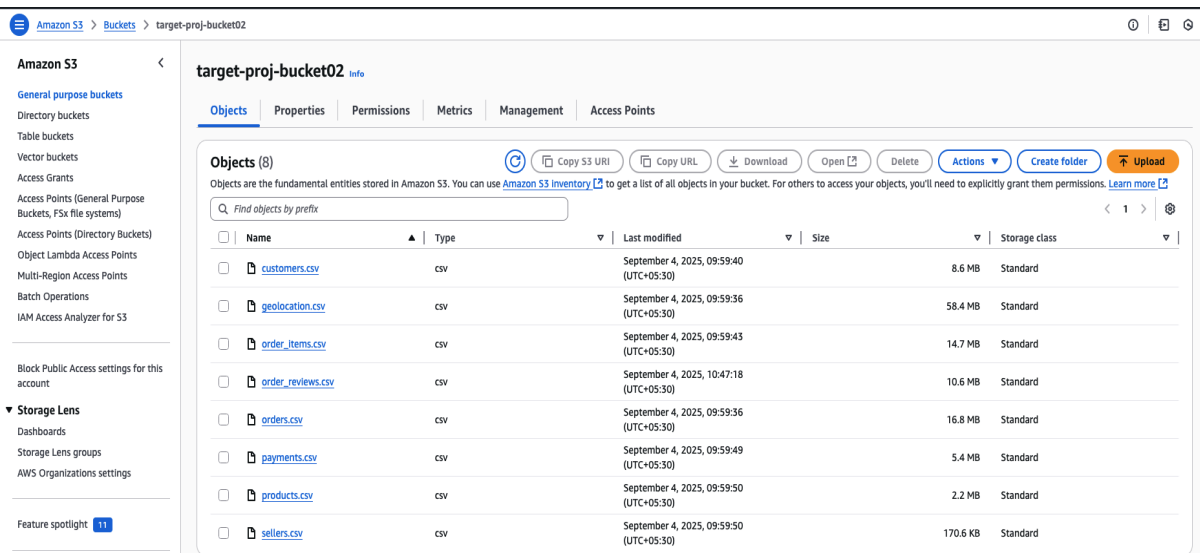 Amazon S3 > Buckets > target-proj-bucket02
Amazon S3
General purpose buckets
Directory buckets
Table buckets
Vector buckets
Access Grants
Access Points (General Purpose
Buckets, FSx file systems)
Access Points (Directory Buckets)
Object Lambda Access Points
Multi-Region Access Points
Batch Operations
IAM Access Analyzer for S3
Block Public Access settings for this
account
Storage Lens
Dashboards
Storage Lens groups
AWS Organizations settings
Feature spotlight 11
target-proj-bucket02 Info
Objects Properties Permissions Metrics Management Access Points
Objects (8) Copy S3 URI Copy URL Download Open Delete Actions Create folder Upload
Objects are the fundamental entities stored in Amazon S3. You can use Amazon S3 inventory to get a list of all objects in your bucket. For others to access your objects, you'll need to explicitly grant them permissions. Learn more
Find objects by prefix < 1 >
Name Type Last modified Size Storage class
customers.csv csv September 4, 2025, 09:59:40 (UTC+05:30) 8.6 MB Standard
geolocation.csv csv September 4, 2025, 09:59:36 (UTC+05:30) 58.4 MB Standard
order_items.csv csv September 4, 2025, 09:59:43 (UTC+05:30) 14.7 MB Standard
order_reviews.csv csv September 4, 2025, 10:47:18 (UTC+05:30) 10.6 MB Standard
orders.csv csv September 4, 2025, 09:59:36 (UTC+05:30) 16.8 MB Standard
payments.csv csv September 4, 2025, 09:59:49 (UTC+05:30) 5.4 MB Standard
products.csv csv September 4, 2025, 09:59:50 (UTC+05:30) 2.2 MB Standard
sellers.csv csv September 4, 2025, 09:59:50 (UTC+05:30) 170.6 KB Standard